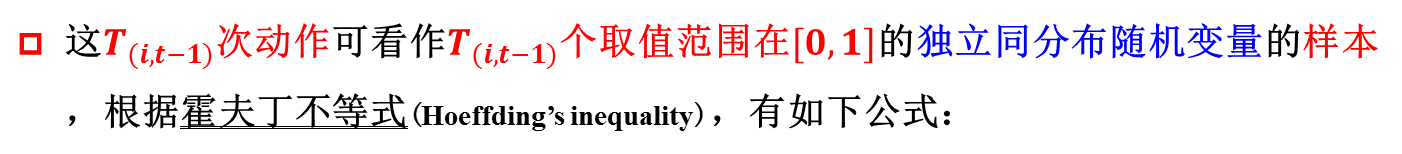 这T(i,t−1)次动作可看作T(i,t−1)个取值范围在[0,1]的独立同分布随机变量的样本
，根据霍夫丁不等式(Hoeffding’s inequality)，有如下公式：